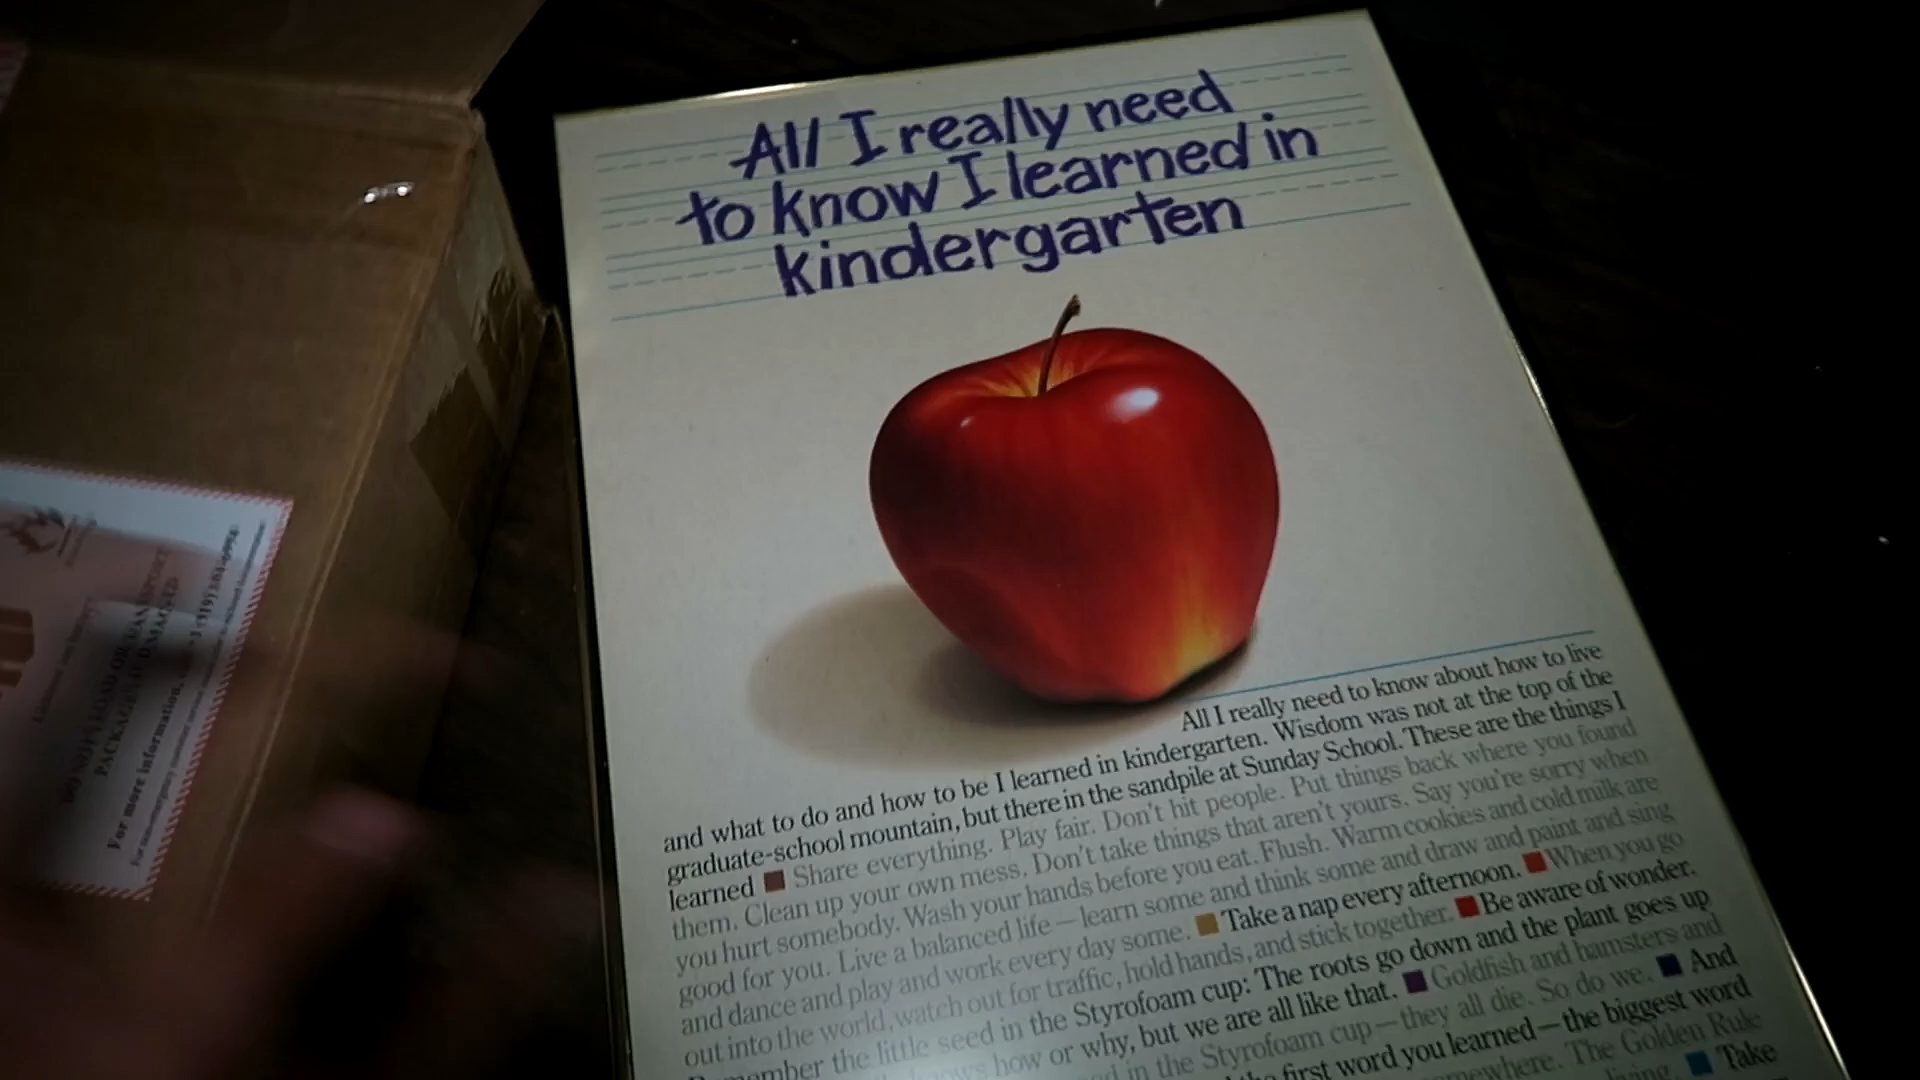 All I really need
to know I learned in
kindergarten
All I really need to know about how to live
and what to do and how to be I learned in kindergarten. Wisdom was not at the top of the
graduate-school mountain, but there in the sandpile at Sunday School. These are the things I
learned ■ Share everything. Play fair. Don't hit people. Put things back where you found
them. Clean up your own mess. Don't take things that aren't yours. Say you're sorry when
you hurt somebody. Wash your hands before you eat. Flush. Warm cookies and cold milk are
good for you. Live a balanced life—learn some and think some and draw and paint and sing
and dance and play and work every day some. ■ Take a nap every afternoon. ■ When you go
out into the world, watch out for traffic, hold hands, and stick together. ■ Be aware of wonder.
the little seed in the Styrofoam cup: The roots go down and the plant goes up
how or why, but we are all like that. ■ Goldfish and hamsters and
in the Styrofoam cup—they all die. So do we. ■ And
first word you learned—the biggest word
The Golden Rule
■ Take
PACKAGE IF DAMAGED
For more information,